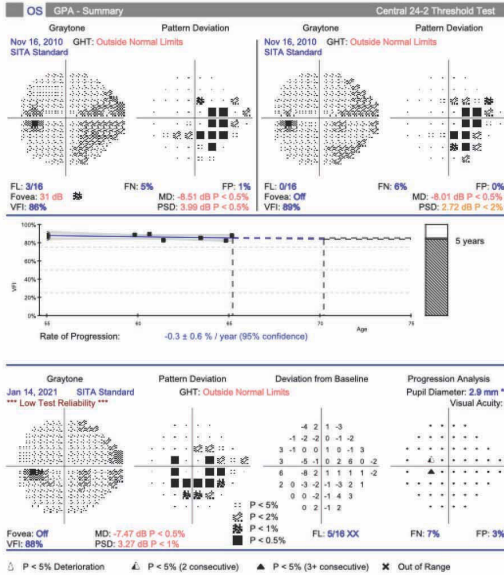 OS GPA - Summary Central 24-2 Threshold Test
Graytone Pattern Deviation Graytone Pattern Deviation
Nov 16, 2010 GHT: Outside Normal Limits Nov 16, 2010 GHT: Outside Normal Limits
SITA Standard SITA Standard
FL: 3/16 FN: 5% FP: 1% FL: 0/16 FN: 6% FP: 0%
Fovea: 31 dB MD: -8.51 dB P < 0.5% Fovea: Off MD: -8.01 dB P < 0.5%
VFI: 86% PSD: 3.99 dB P < 0.5% VFI: 89% PSD: 2.72 dB P < 2%
100%
80%
60%
40%
20%
0%
VFI
5 years
Age
Rate of Progression: -0.3 ± 0.6 % / year (95% confidence)
Graytone Pattern Deviation Deviation from Baseline Progression Analysis
Jan 14, 2021 SITA Standard GHT: Outside Normal Limits Pupil Diameter: 2.9 mm *
*** Low Test Reliability *** Visual Acuity:
-4 2 1 -3
-1 -2 -2 0 -1 -2
3 -1 0 0 1 0 -1 3
3 -5 -1 0 2 6 0 -2
6 -8 2 1 1 1 1 -2
2 0 -3 -2 -1 -3 2 1
0 0 -2 -1 4 3
0 2 -1 2
P < 5%
P < 2%
P < 1%
P < 0.5%
Fovea: Off MD: -7.47 dB P < 0.5% FL: 5/16 XX FN: 7% FP: 3%
VFI: 88% PSD: 3.27 dB P < 1%
P < 5% Deterioration P < 5% (2 consecutive) P < 5% (3+ consecutive) X Out of Range